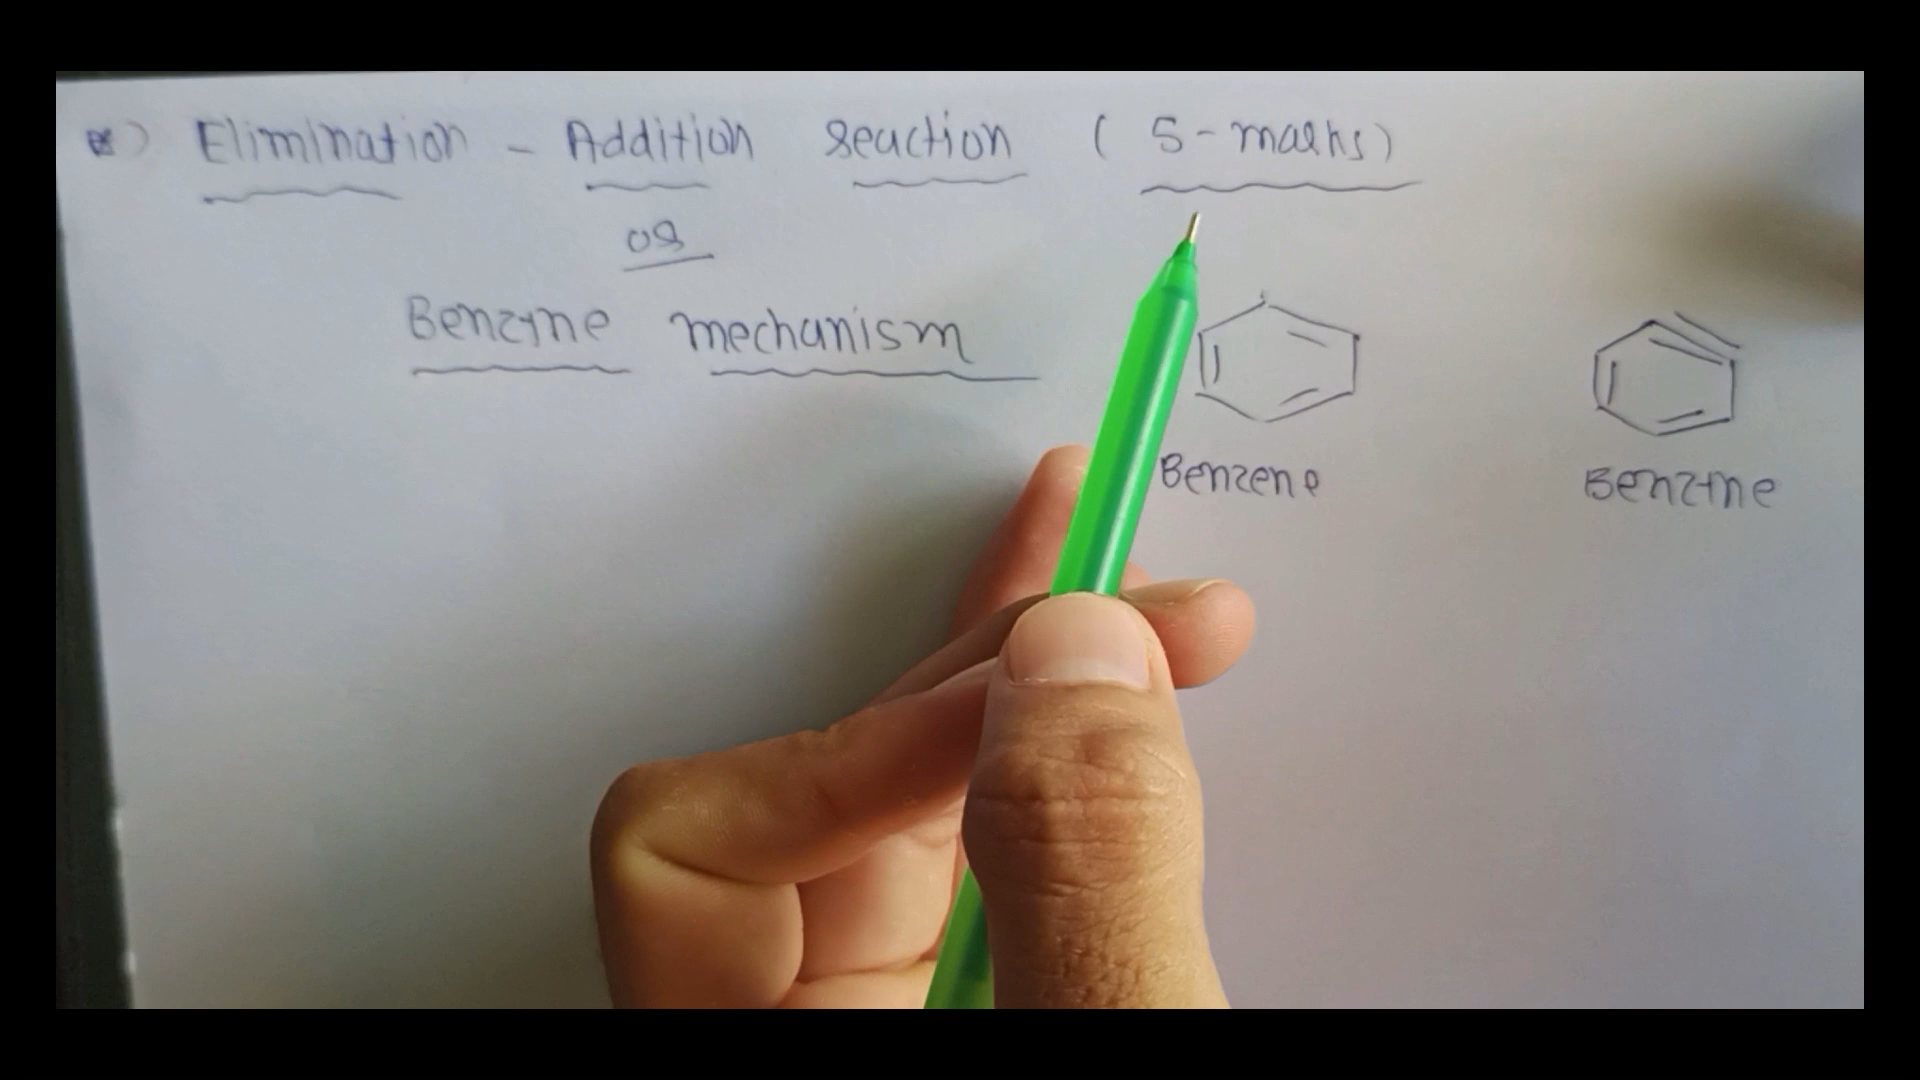 Elimination - Addition reaction ( 5 - marks)
or
Benzyne mechanism
Benzene
Benzyne